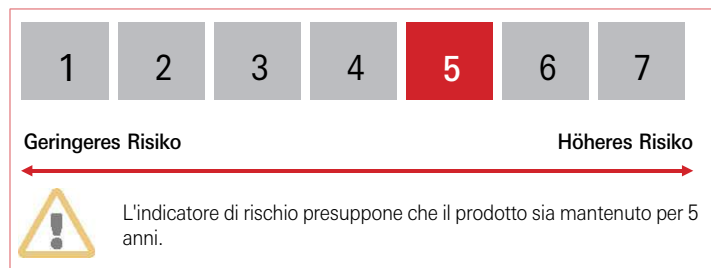 1 2 3 4 5 6 7
Geringeres Risiko Höheres Risiko
L'indicatore di rischio presuppone che il prodotto sia mantenuto per 5
anni.